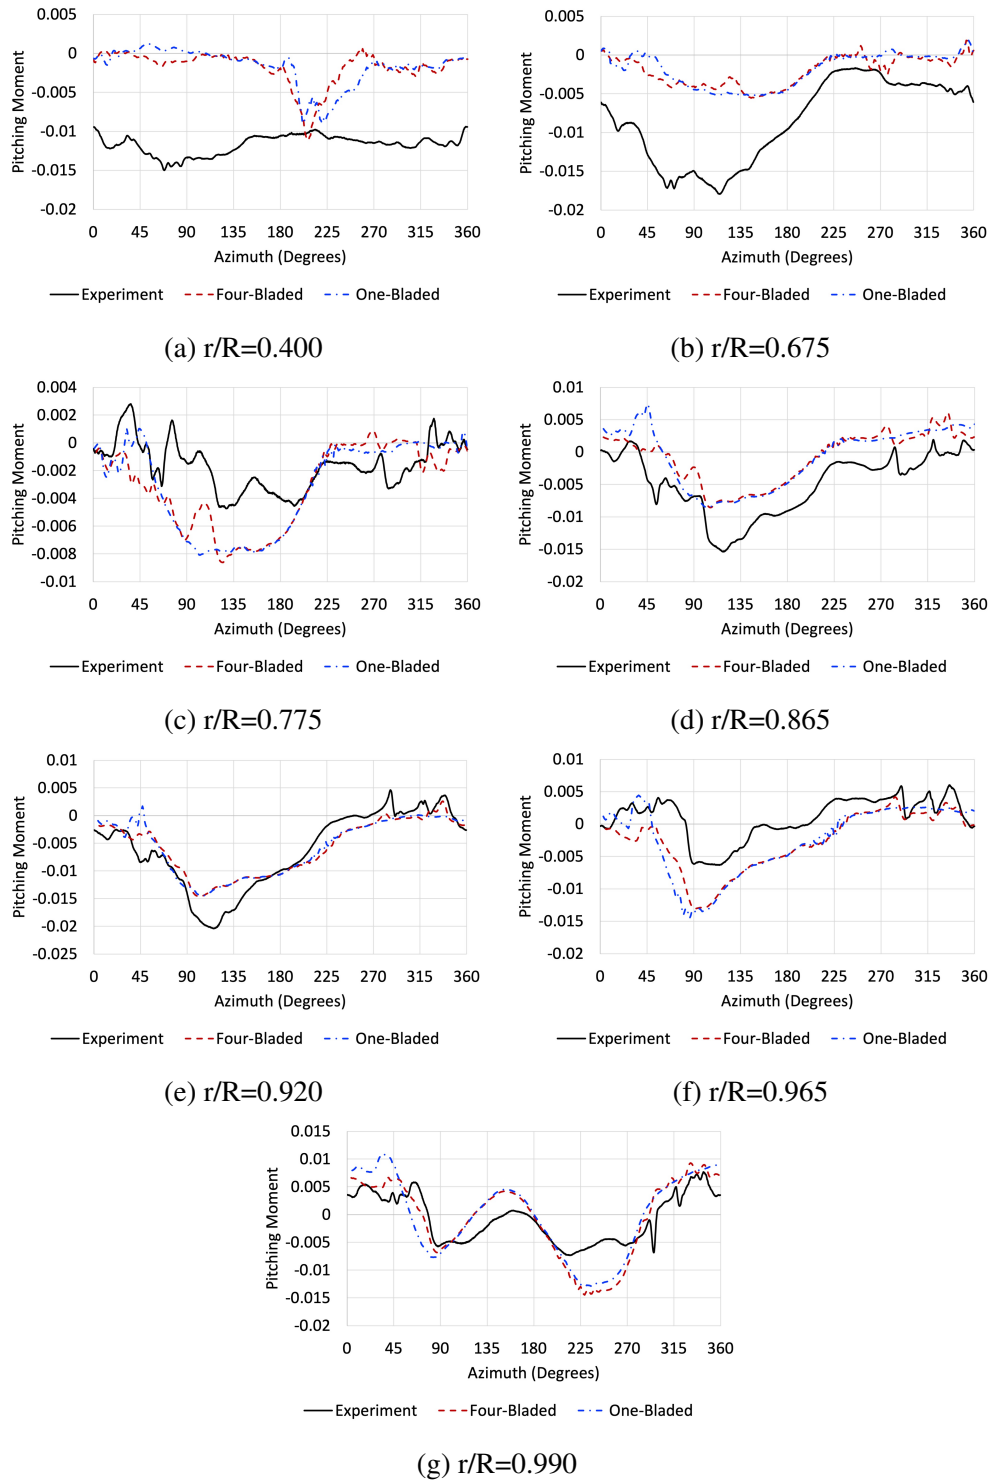 0.005
0
-0.005
-0.01
-0.015
-0.02
Pitching Moment
0 45 90 135 180 225 270 315 360
Azimuth (Degrees)
Experiment Four-Bladed One-Bladed
(a) r/R=0.400
0.005
0
-0.005
-0.01
-0.015
-0.02
Pitching Moment
0 45 90 135 180 225 270 315 360
Azimuth (Degrees)
Experiment Four-Bladed One-Bladed
(b) r/R=0.675
0.004
0.002
0
-0.002
-0.004
-0.006
-0.008
-0.01
Pitching Moment
0 45 90 135 180 225 270 315 360
Azimuth (Degrees)
Experiment Four-Bladed One-Bladed
(c) r/R=0.775
0.01
0.005
0
-0.005
-0.01
-0.015
-0.02
Pitching Moment
0 45 90 135 180 225 270 315 360
Azimuth (Degrees)
Experiment Four-Bladed One-Bladed
(d) r/R=0.865
0.01
0.005
0
-0.005
-0.01
-0.015
-0.02
-0.025
Pitching Moment
0 45 90 135 180 225 270 315 360
Azimuth (Degrees)
Experiment Four-Bladed One-Bladed
(e) r/R=0.920
0.01
0.005
0
-0.005
-0.01
-0.015
-0.02
Pitching Moment
0 45 90 135 180 225 270 315 360
Azimuth (Degrees)
Experiment Four-Bladed One-Bladed
(f) r/R=0.965
0.015
0.01
0.005
0
-0.005
-0.01
-0.015
-0.02
Pitching Moment
0 45 90 135 180 225 270 315 360
Azimuth (Degrees)
Experiment Four-Bladed One-Bladed
(g) r/R=0.990